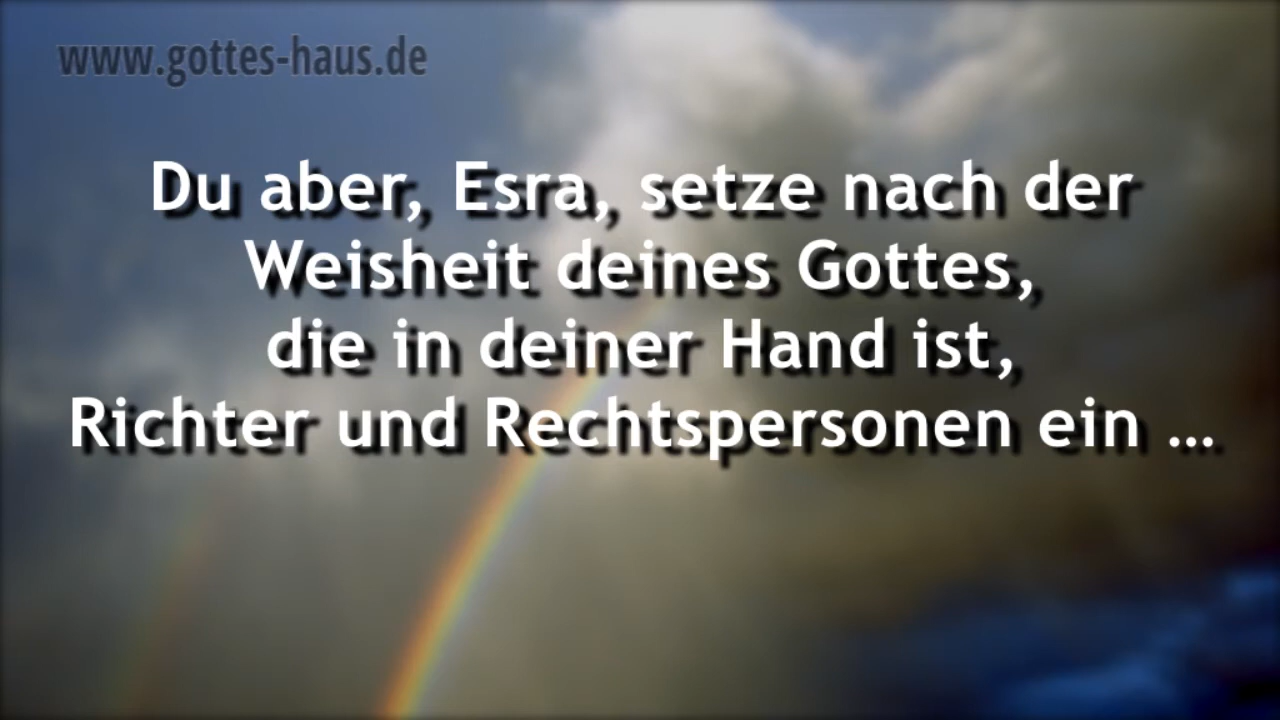 www.gottes-haus.de
Du aber, Esra, setze nach der
Weisheit deines Gottes,
die in deiner Hand ist,
Richter und Rechtspersonen ein ...